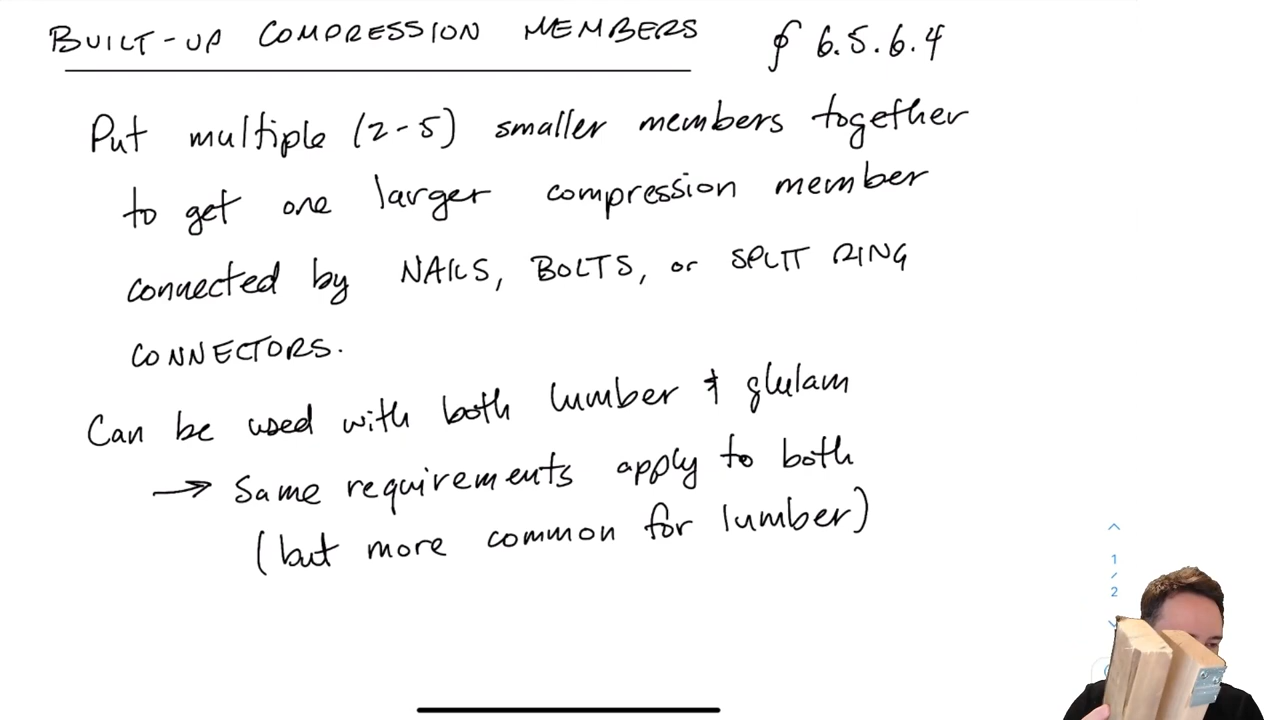 BUILT-UP COMPRESSION MEMBERS § 6.5.6.4
Put multiple (2-5) smaller members together
to get one larger compression member
connected by NAILS, BOLTS, or SPLIT RING
CONNECTORS.
Can be used with both lumber & glulam
→ Same requirements apply to both
(but more common for lumber)
1
/
2